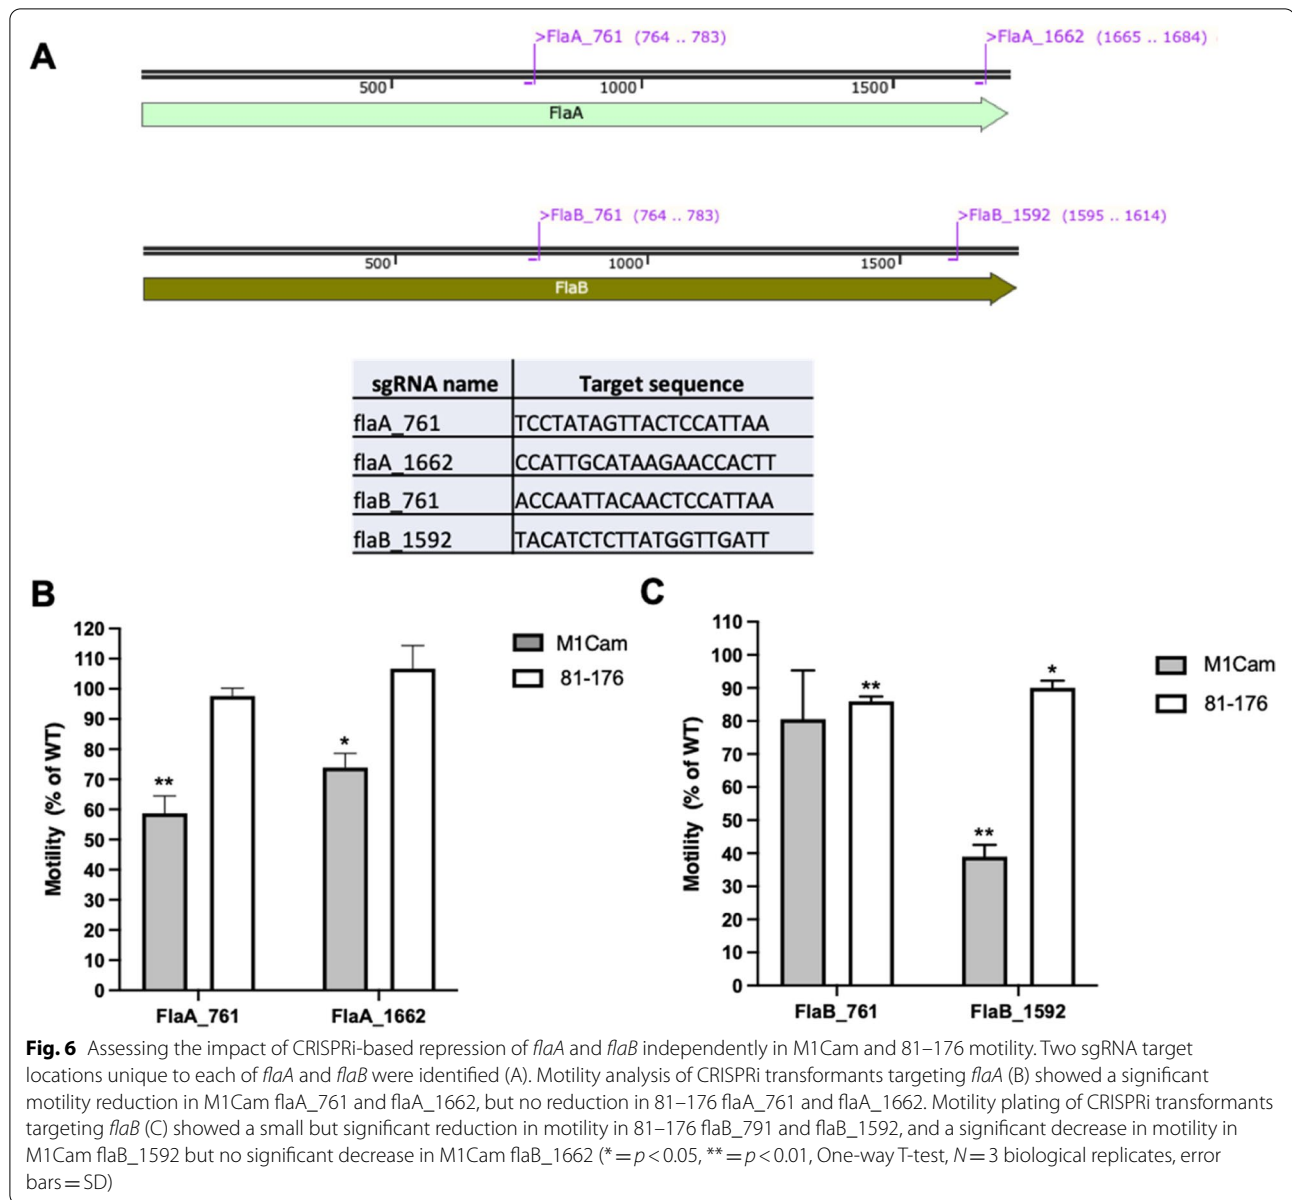 A
>FlaA_761 (764 .. 783)
>FlaA_1662 (1665 .. 1684)
500
1000
1500
FlaA
>FlaB_761 (764 .. 783)
>FlaB_1592 (1595 .. 1614)
500
1000
1500
FlaB
sgRNA name Target sequence
flaA_761 TCCTATAGTTACTCCATTAA
flaA_1662 CCATTGCATAAGAACCACTT
flaB_761 ACCAATTACAACTCCATTAA
flaB_1592 TACATCTCTTATGGTTGATT
B
Motility (% of WT)
120
110
100
90
80
70
60
50
40
30
20
10
0
**
*
M1Cam
81-176
FlaA_761
FlaA_1662
C
Motility (% of WT)
110
100
90
80
70
60
50
40
30
20
10
0
**
**
*
M1Cam
81-176
FlaB_761
FlaB_1592
Fig. 6 Assessing the impact of CRISPRi-based repression of flaA and flaB independently in M1Cam and 81–176 motility. Two sgRNA target
locations unique to each of flaA and flaB were identified (A). Motility analysis of CRISPRi transformants targeting flaA (B) showed a significant
motility reduction in M1Cam flaA_761 and flaA_1662, but no reduction in 81–176 flaA_761 and flaA_1662. Motility plating of CRISPRi transformants
targeting flaB (C) showed a small but significant reduction in motility in 81–176 flaB_791 and flaB_1592, and a significant decrease in motility in
M1Cam flaB_1592 but no significant decrease in M1Cam flaB_1662 (* = p < 0.05, ** = p < 0.01, One-way T-test, N = 3 biological replicates, error
bars = SD)